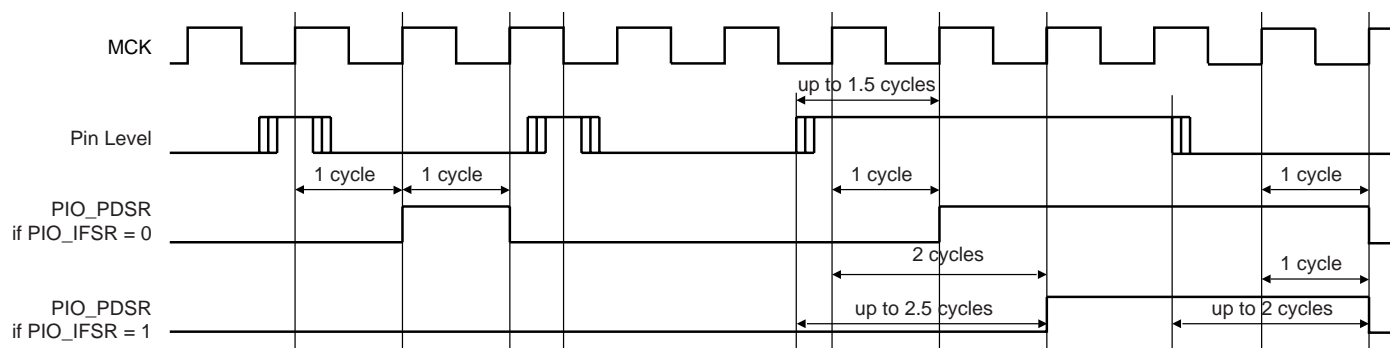 MCK
up to 1.5 cycles
Pin Level
1 cycle
1 cycle
1 cycle
1 cycle
PIO_PDSR
if PIO_IFSR = 0
2 cycles
1 cycle
PIO_PDSR
if PIO_IFSR = 1
up to 2.5 cycles
up to 2 cycles